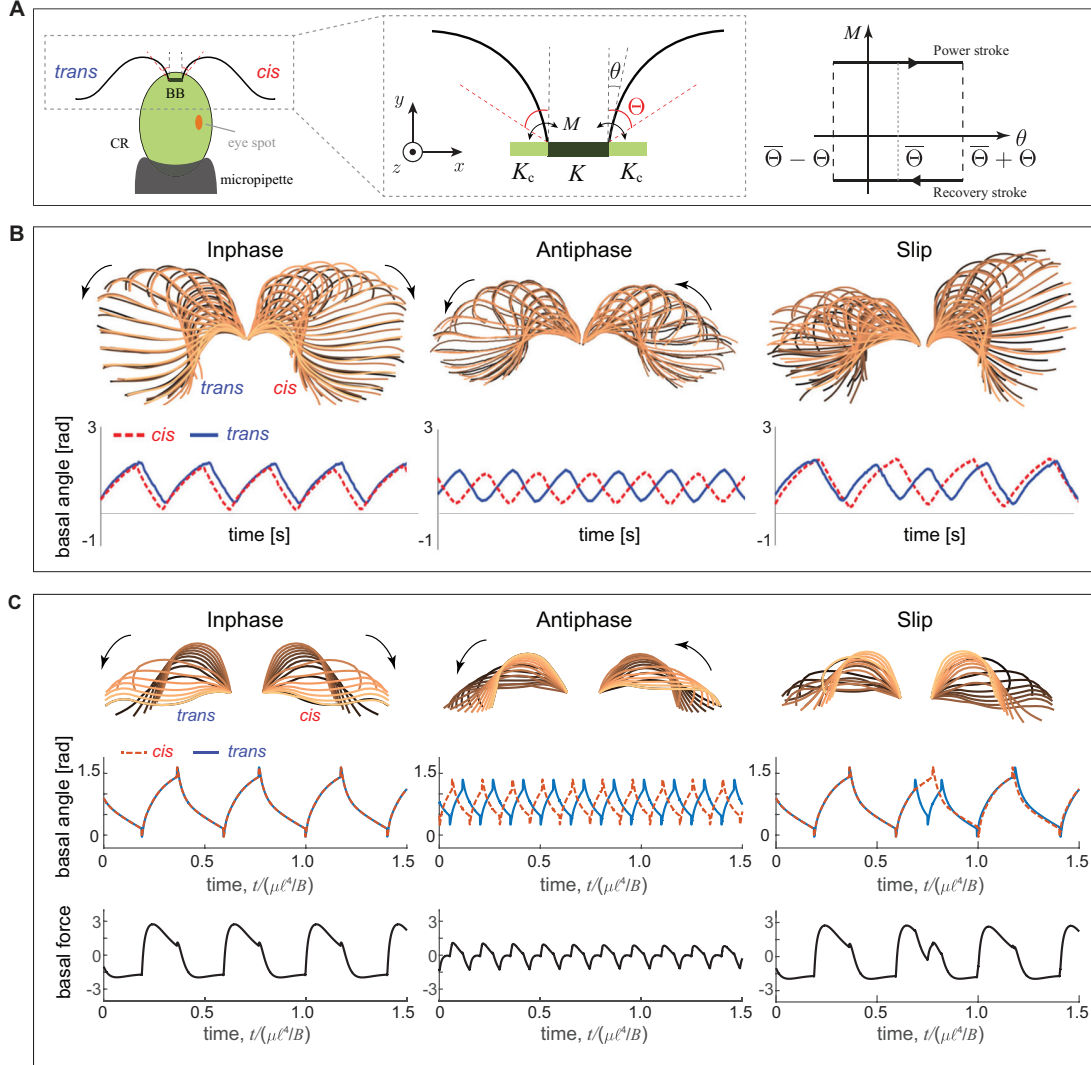 A
trans
cis
BB
CR
eye spot
micropipette
y
x
z
θ
Θ
M
K_c
K
K_c
M
Power stroke
θ
Θ̅ − Θ
Θ̅
Θ̅ + Θ
Recovery stroke
B
Inphase
Antiphase
Slip
trans
cis
basal angle [rad]
3
-1
cis
trans
time [s]
3
-1
time [s]
3
-1
time [s]
C
Inphase
Antiphase
Slip
trans
cis
cis
trans
basal angle [rad]
1.5
0
0 0.5 1.0 1.5
time, t/(μℓ⁴/B)
1.5
0
0 0.5 1.0 1.5
time, t/(μℓ⁴/B)
1.5
0
0 0.5 1.0 1.5
time, t/(μℓ⁴/B)
basal force
3
0
-3
0 0.5 1.0 1.5
time, t/(μℓ⁴/B)
3
0
-3
0 0.5 1.0 1.5
time, t/(μℓ⁴/B)
3
0
-3
0 0.5 1.0 1.5
time, t/(μℓ⁴/B)